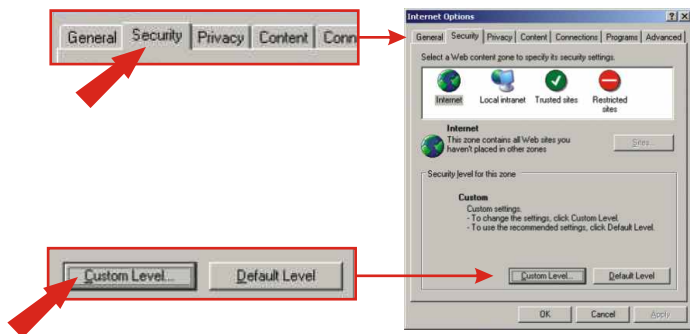 General Security Privacy Content Conn
Internet Options
General Security Privacy Content Connections Programs Advanced
Select a Web content zone to specify its security settings.
Internet
Local intranet
Trusted sites
Restricted
sites
Internet
This zone contains all Web sites you
haven't placed in other zones
Sites...
Security level for this zone
Custom
Custom settings.
- To change the settings, click Custom Level.
- To use the recommended settings, click Default Level.
Custom Level... Default Level
Custom Level... Default Level
OK Cancel Apply